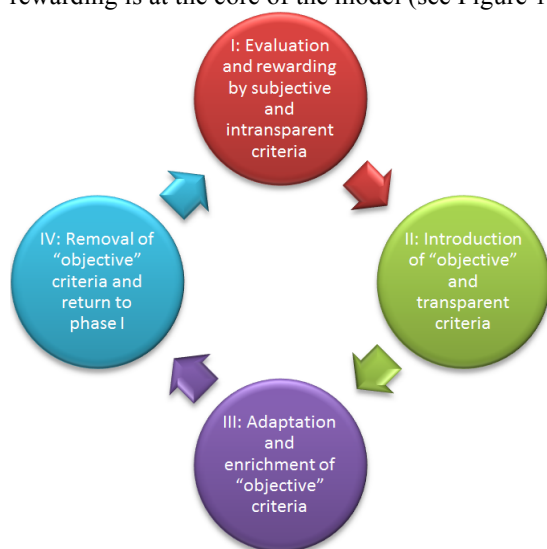 rewarding is at the core of the model (see Figure 1
I: Evaluation
and rewarding
by subjective
and
intransparent
criteria
IV: Removal of
“objective”
criteria and
return to
phase I
II: Introduction
of “objective”
and
transparent
criteria
III: Adaptation
and
enrichment of
“objective”
criteria